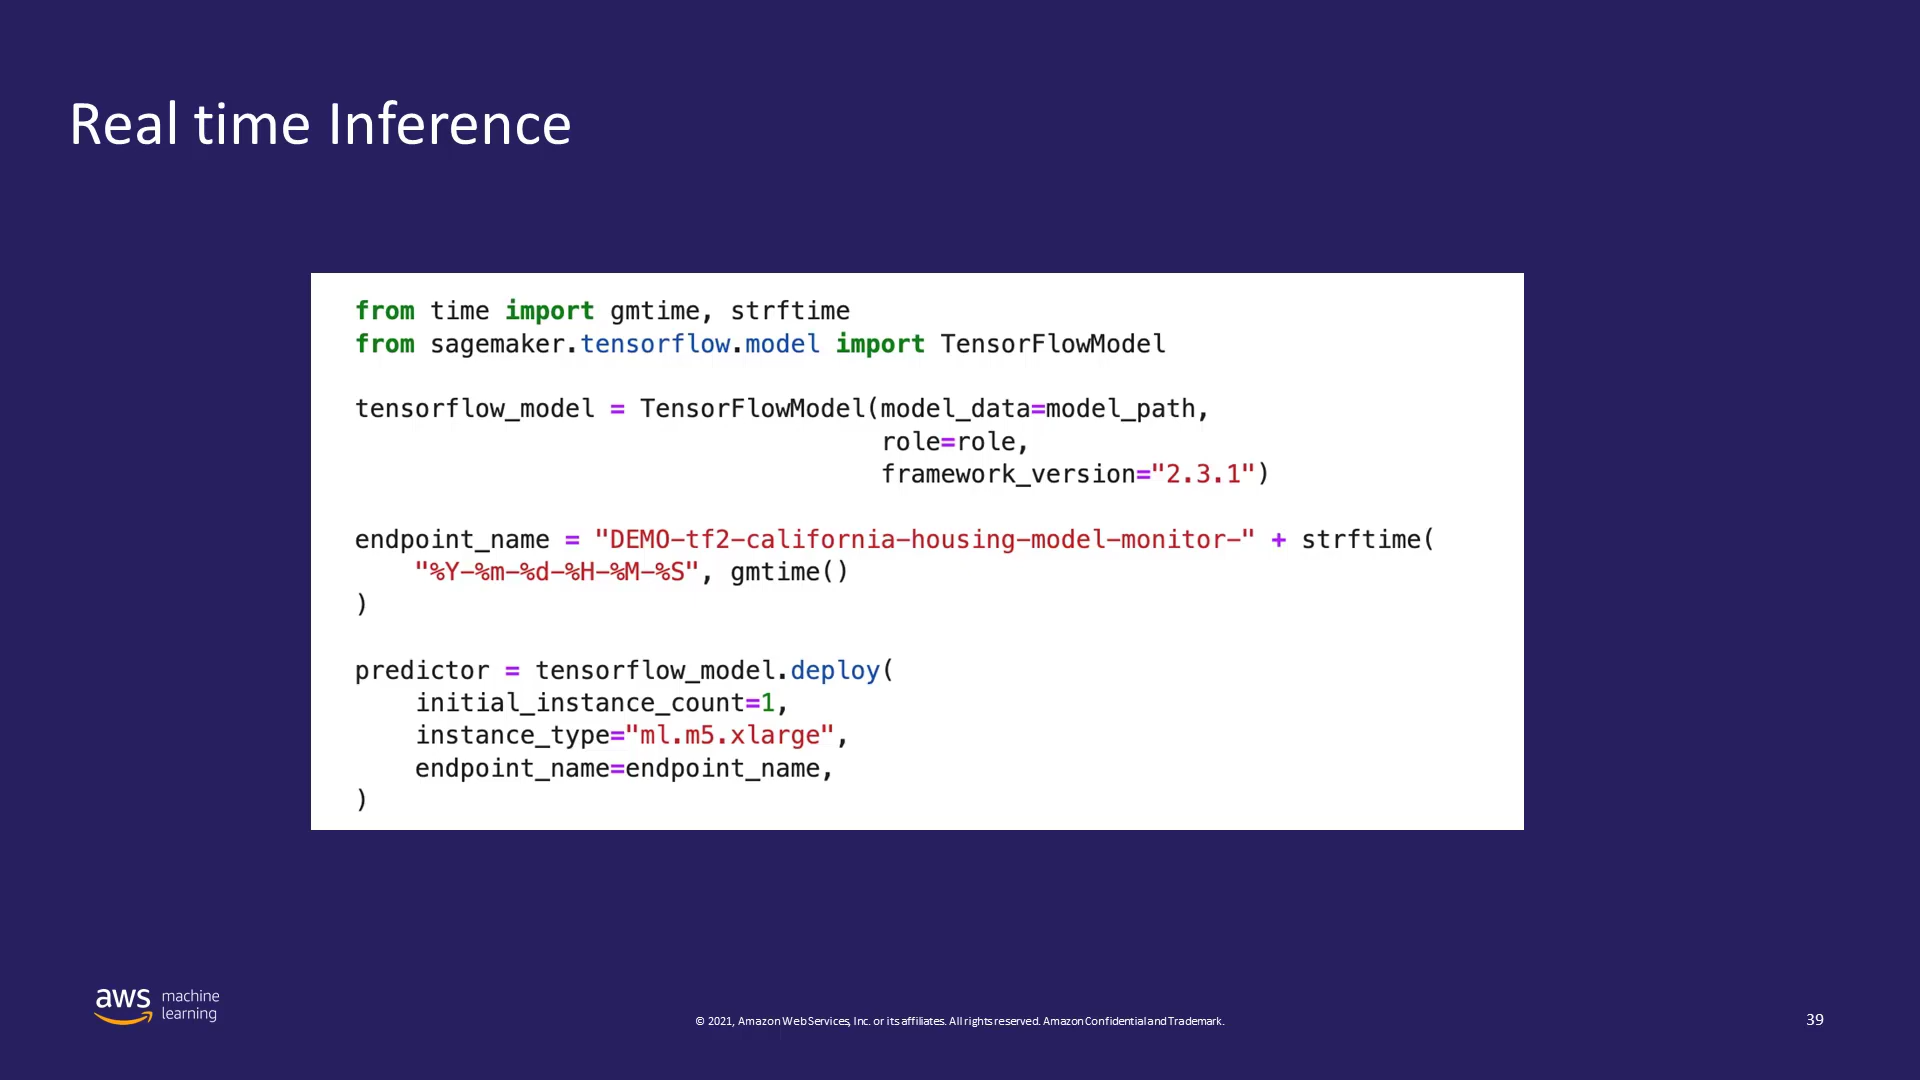 Real time Inference
from time import gmtime, strftime
from sagemaker.tensorflow.model import TensorFlowModel
tensorflow_model = TensorFlowModel(model_data=model_path,
role=role,
framework_version="2.3.1")
endpoint_name = "DEMO-tf2-california-housing-model-monitor-" + strftime(
"%Y-%m-%d-%H-%M-%S", gmtime()
)
predictor = tensorflow_model.deploy(
initial_instance_count=1,
instance_type="ml.m5.xlarge",
endpoint_name=endpoint_name,
)
aws machine learning
© 2021, Amazon Web Services, Inc. or its affiliates. All rights reserved. Amazon Confidential and Trademark.
39